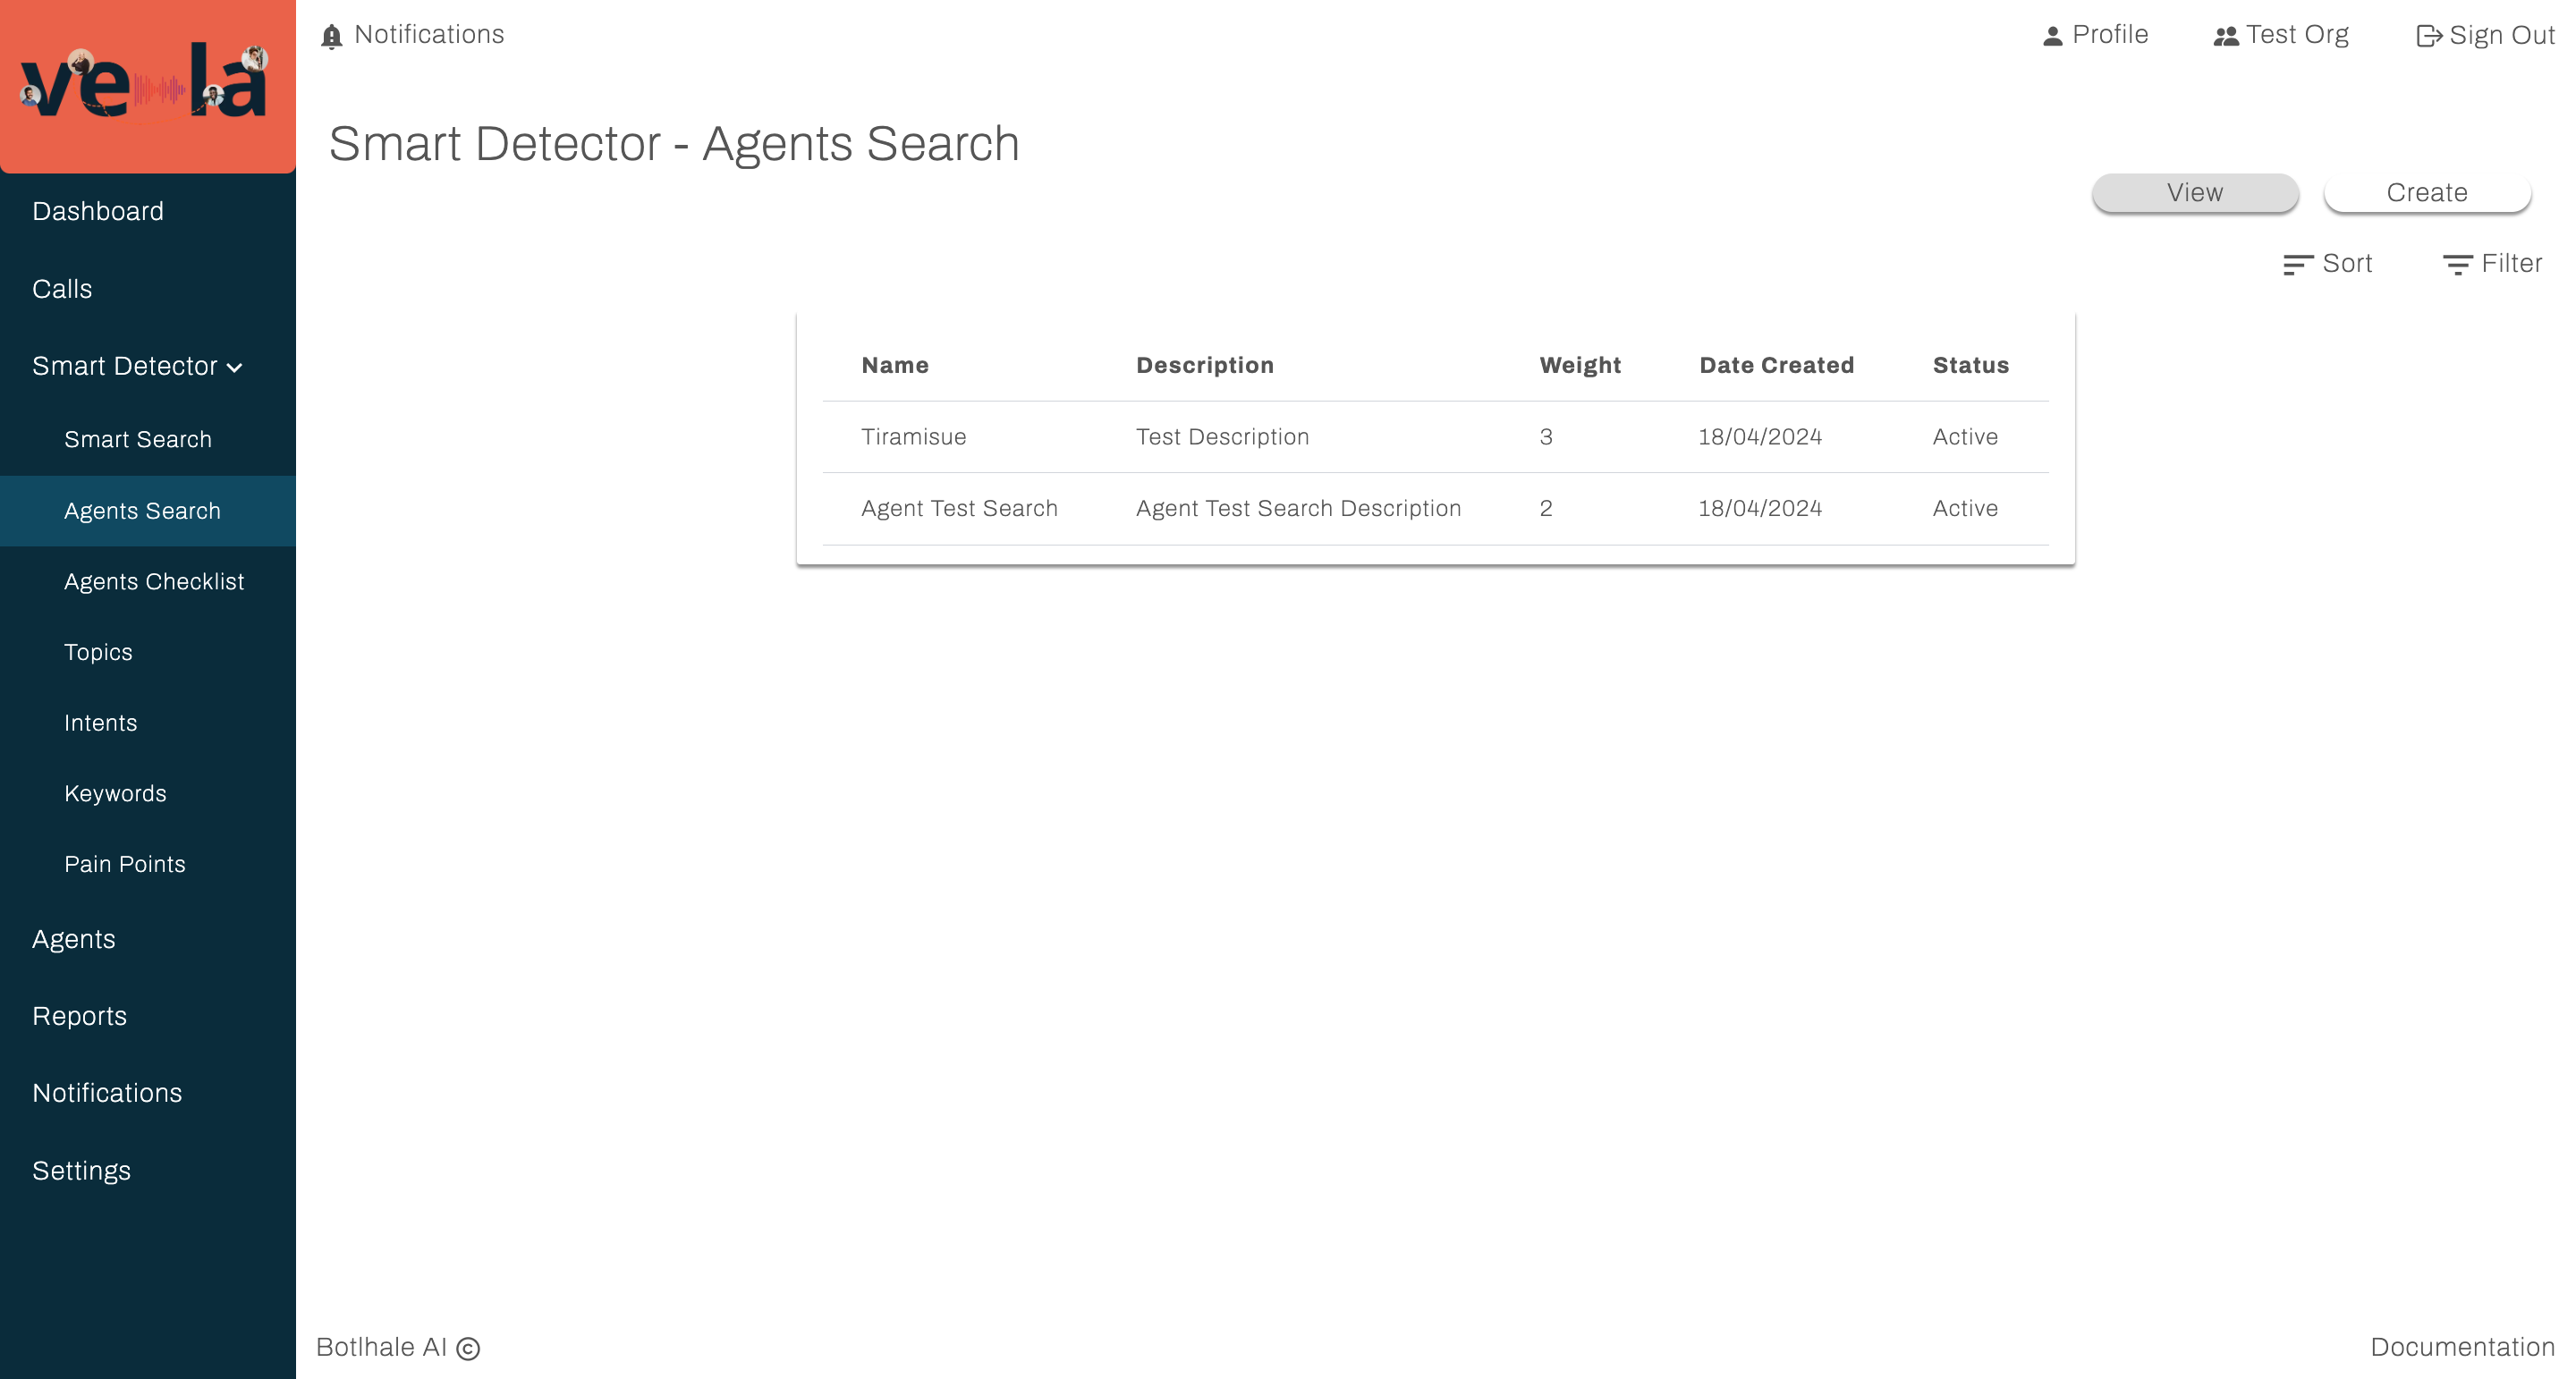 vela
Notifications
Profile
Test Org
Sign Out
Smart Detector - Agents Search
View
Create
Sort
Filter
Dashboard
Calls
Smart Detector
Smart Search
Agents Search
Agents Checklist
Topics
Intents
Keywords
Pain Points
Agents
Reports
Notifications
Settings
Name Description Weight Date Created Status
Tiramisue Test Description 3 18/04/2024 Active
Agent Test Search Agent Test Search Description 2 18/04/2024 Active
Botlhale AI ©
Documentation